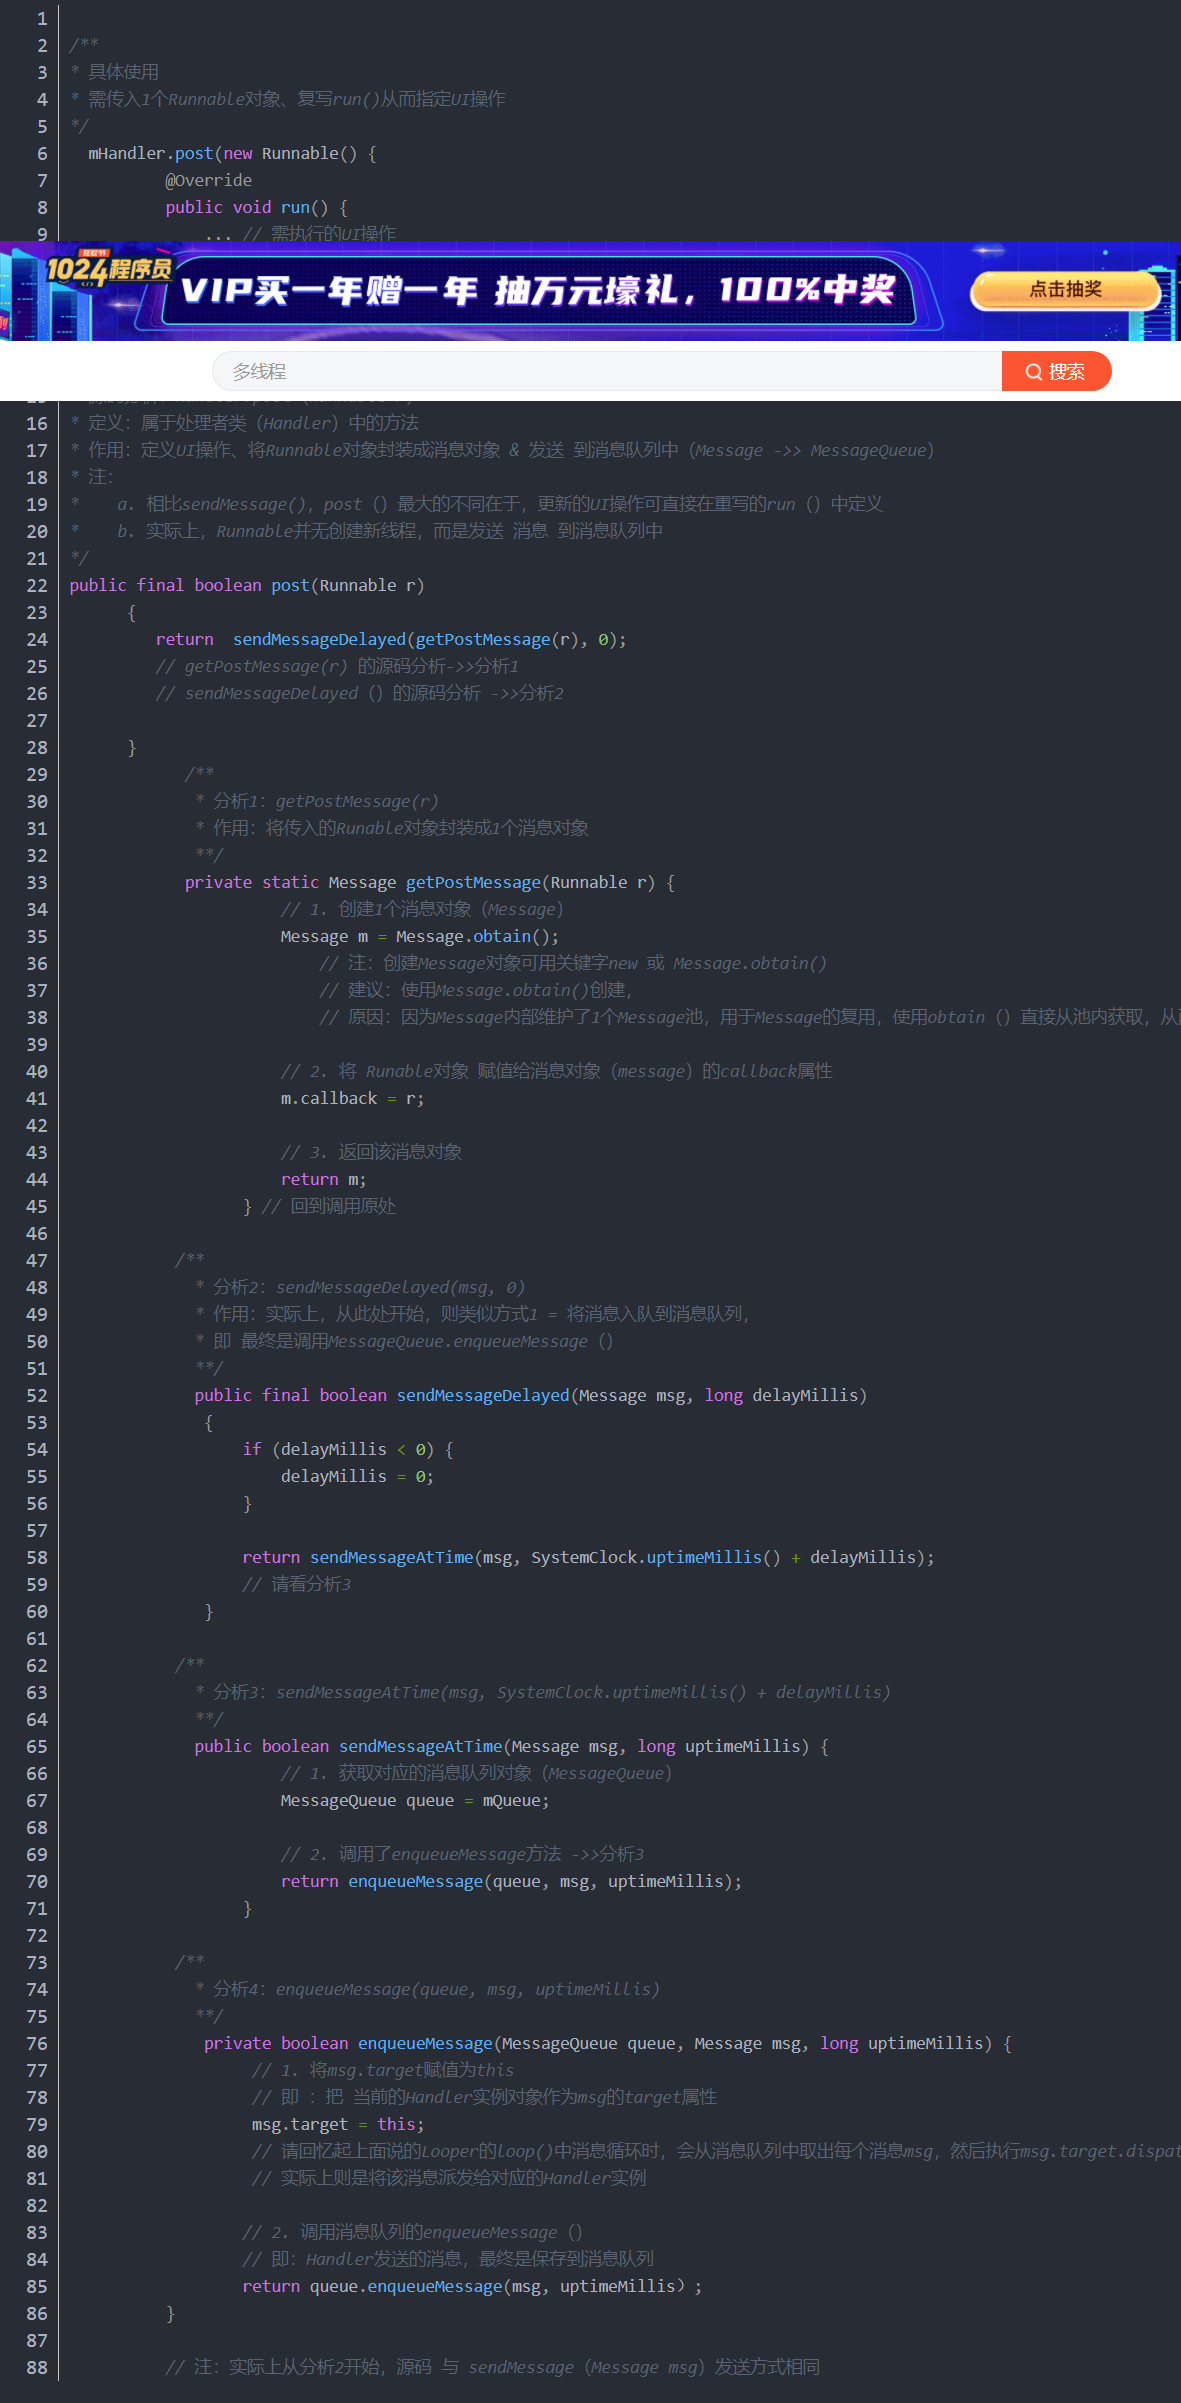 1
2 /**
3 * 具体使用
4 * 需传入1个Runnable对象、复写run()从而指定UI操作
5 */
6 mHandler.post(new Runnable() {
7 @Override
8 public void run() {
9 ... // 需执行的UI操作
1024程序员 VIP买一年赠一年 抽万元壕礼，100%中奖 点击抽奖
多线程 搜索
16 * 定义：属于处理者类（Handler）中的方法
17 * 作用：定义UI操作、将Runnable对象封装成消息对象 & 发送 到消息队列中（Message ->> MessageQueue）
18 * 注：
19 * a. 相比sendMessage()，post（）最大的不同在于，更新的UI操作可直接在重写的run（）中定义
20 * b. 实际上，Runnable并无创建新线程，而是发送 消息 到消息队列中
21 */
22 public final boolean post(Runnable r)
23 {
24 return sendMessageDelayed(getPostMessage(r), 0);
25 // getPostMessage(r) 的源码分析->>分析1
26 // sendMessageDelayed（）的源码分析 ->>分析2
27
28 }
29 /**
30 * 分析1：getPostMessage(r)
31 * 作用：将传入的Runable对象封装成1个消息对象
32 **/
33 private static Message getPostMessage(Runnable r) {
34 // 1. 创建1个消息对象（Message）
35 Message m = Message.obtain();
36 // 注：创建Message对象可用关键字new 或 Message.obtain()
37 // 建议：使用Message.obtain()创建，
38 // 原因：因为Message内部维护了1个Message池，用于Message的复用，使用obtain（）直接从池内获取，从
39
40 // 2. 将 Runable对象 赋值给消息对象（message）的callback属性
41 m.callback = r;
42
43 // 3. 返回该消息对象
44 return m;
45 } // 回到调用原处
46
47 /**
48 * 分析2：sendMessageDelayed(msg, 0)
49 * 作用：实际上，从此处开始，则类似方式1 = 将消息入队到消息队列，
50 * 即 最终是调用MessageQueue.enqueueMessage（）
51 **/
52 public final boolean sendMessageDelayed(Message msg, long delayMillis)
53 {
54 if (delayMillis < 0) {
55 delayMillis = 0;
56 }
57
58 return sendMessageAtTime(msg, SystemClock.uptimeMillis() + delayMillis);
59 // 请看分析3
60 }
61
62 /**
63 * 分析3：sendMessageAtTime(msg, SystemClock.uptimeMillis() + delayMillis)
64 **/
65 public boolean sendMessageAtTime(Message msg, long uptimeMillis) {
66 // 1. 获取对应的消息队列对象（MessageQueue）
67 MessageQueue queue = mQueue;
68
69 // 2. 调用了enqueueMessage方法 ->>分析3
70 return enqueueMessage(queue, msg, uptimeMillis);
71 }
72
73 /**
74 * 分析4：enqueueMessage(queue, msg, uptimeMillis)
75 **/
76 private boolean enqueueMessage(MessageQueue queue, Message msg, long uptimeMillis) {
77 // 1. 将msg.target赋值为this
78 // 即 ：把 当前的Handler实例对象作为msg的target属性
79 msg.target = this;
80 // 请回忆起上面说的Looper的loop()中消息循环时，会从消息队列中取出每个消息msg，然后执行msg.target.dispat
81 // 实际上则是将该消息派发给对应的Handler实例
82
83 // 2. 调用消息队列的enqueueMessage（）
84 // 即：Handler发送的消息，最终是保存到消息队列
85 return queue.enqueueMessage(msg, uptimeMillis）;
86 }
87
88 // 注：实际上从分析2开始，源码 与 sendMessage（Message msg）发送方式相同